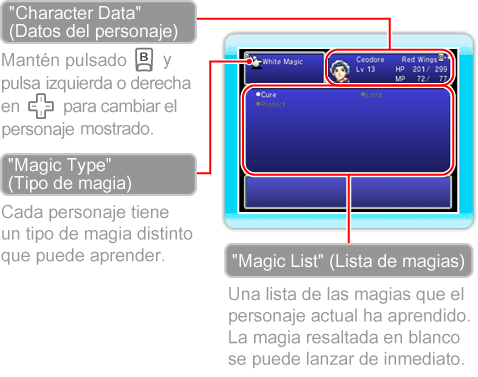 "Character Data"
(Datos del personaje)
Mantén pulsado B y
pulsa izquierda o derecha
en para cambiar el
personaje mostrado.
"Magic Type"
(Tipo de magia)
Cada personaje tiene
un tipo de magia distinto
que puede aprender.
White Magic
Ceodore Red Wings
Lv 13 HP 201/ 299
MP 72/ 77
Cure Libra
Protect
"Magic List" (Lista de magias)
Una lista de las magias que el
personaje actual ha aprendido.
La magia resaltada en blanco
se puede lanzar de inmediato.